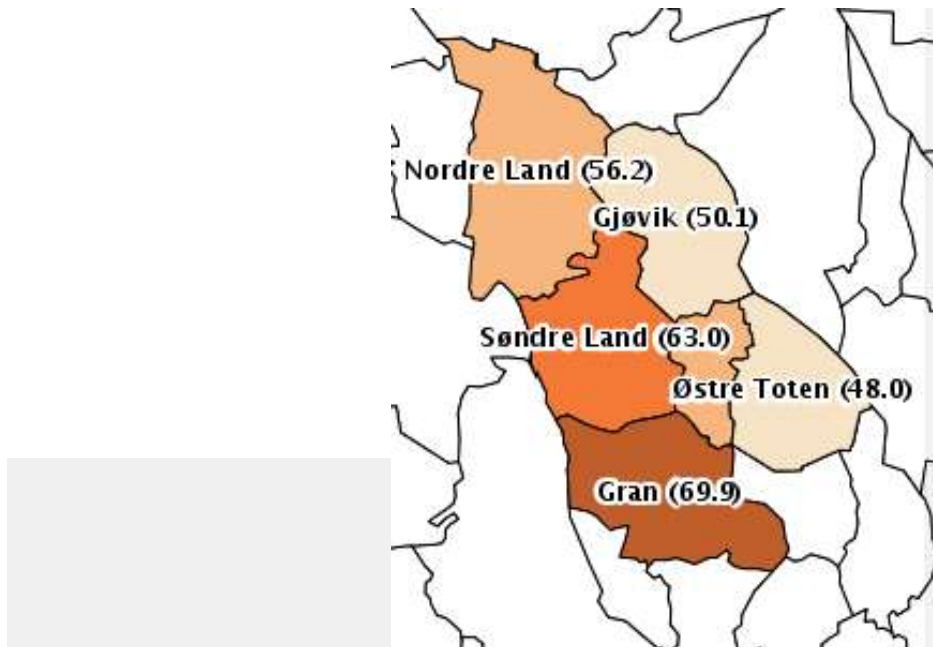 Nordre Land (56.2)
Gjøvik (50.1)
Søndre Land (63.0)
Østre Toten (48.0)
Gran (69.9)